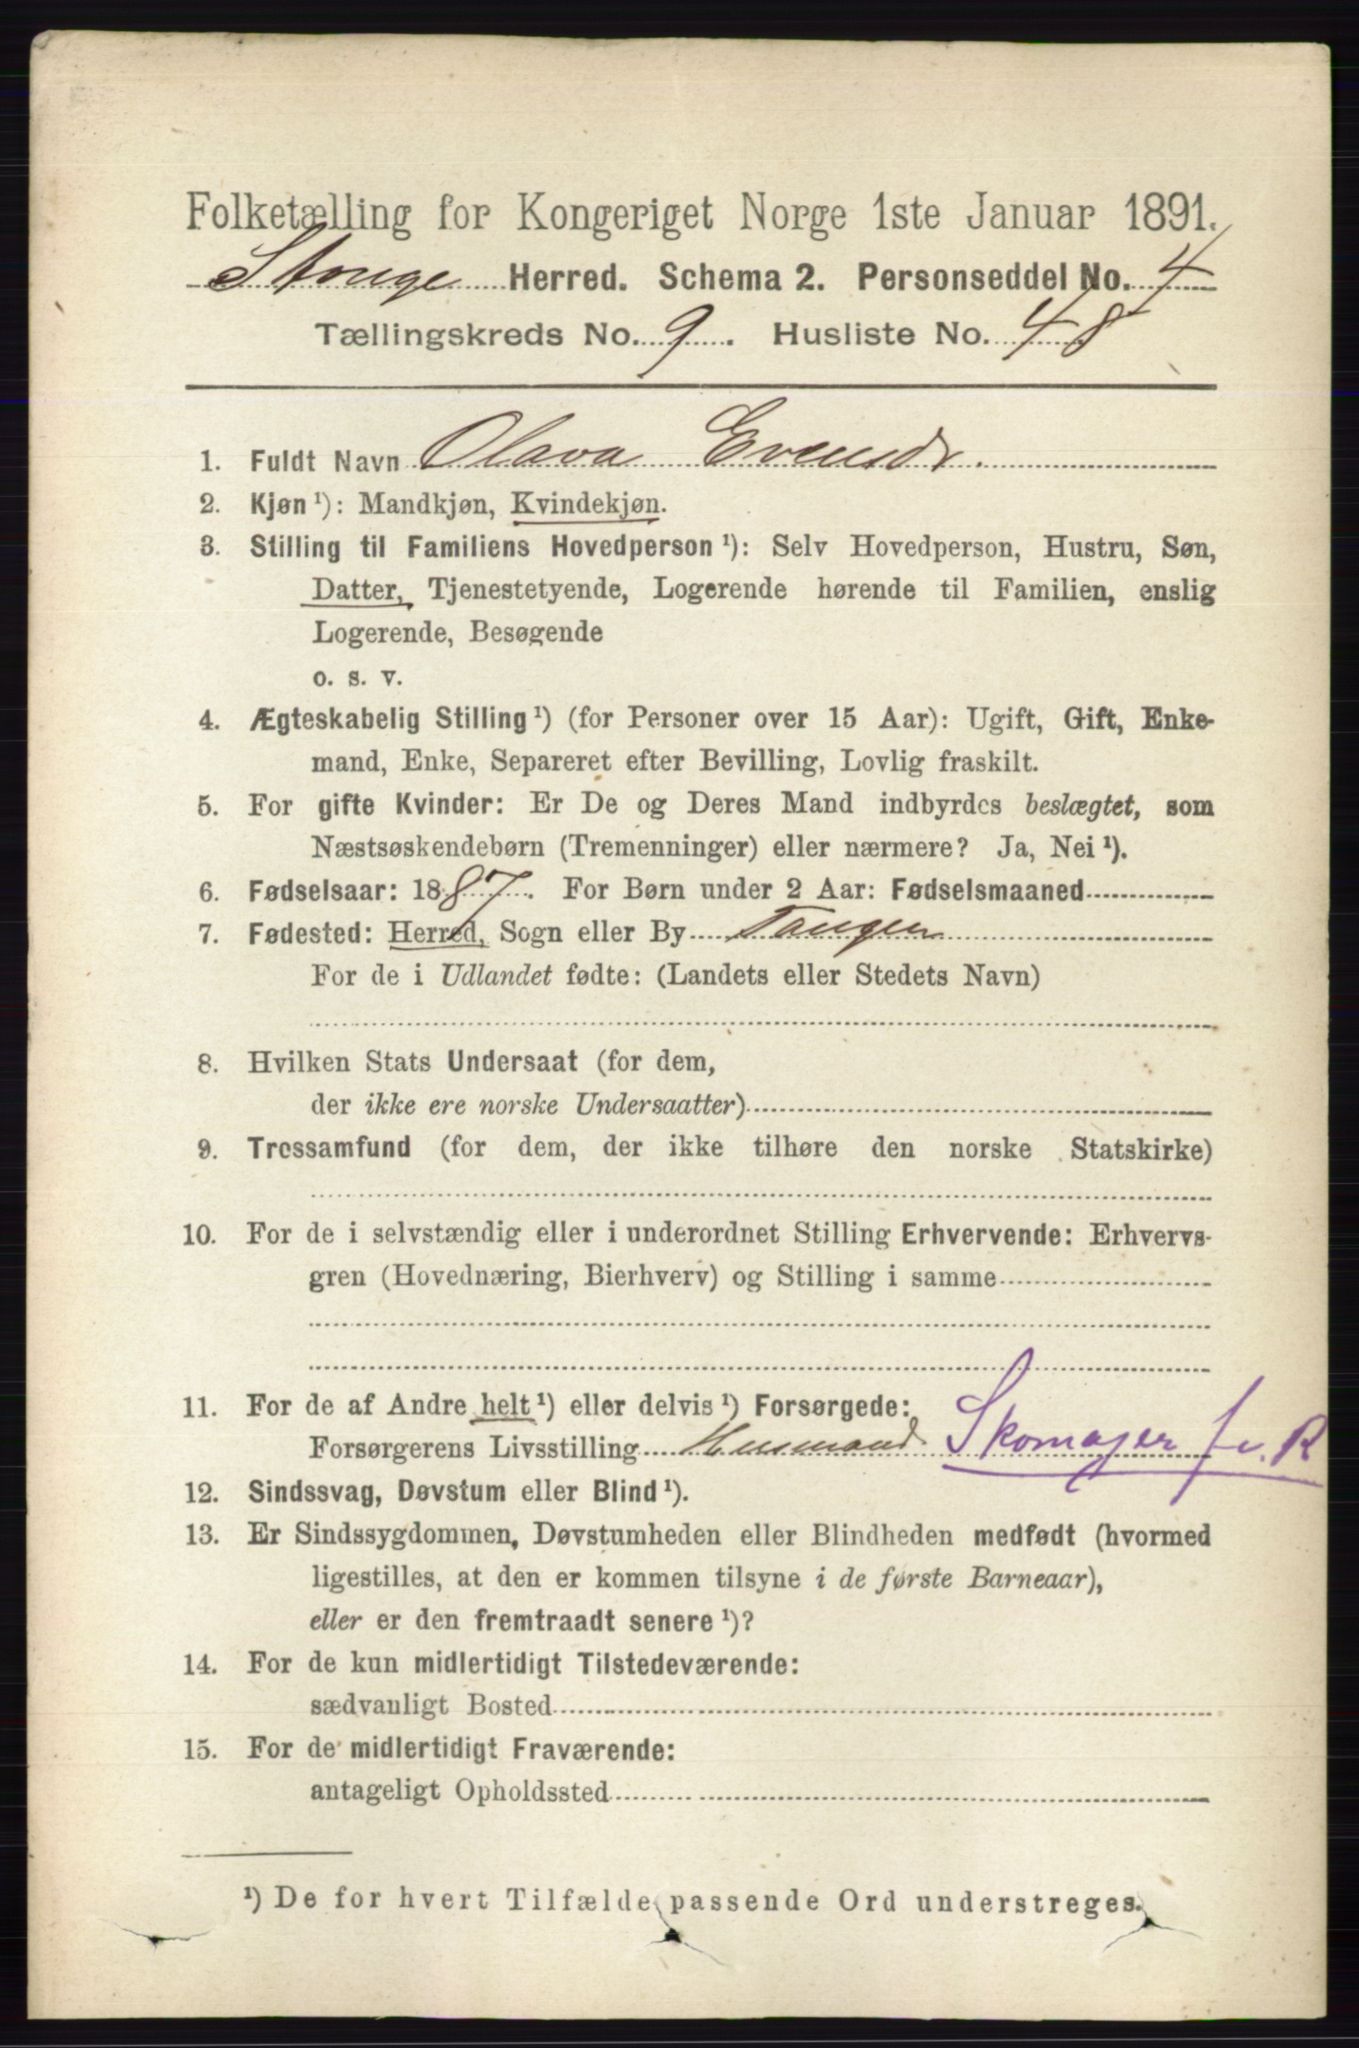 Folketælling for Kongeriget Norge 1ste Januar 1891.
Stange Herred. Schema 2. Personseddel No. 4
Tællingskreds No. 9. Husliste No. 48
1. Fuldt Navn Olava Evensdr.
2. Kjøn ¹): Mandkjøn, Kvindekjøn.
3. Stilling til Familiens Hovedperson ¹): Selv Hovedperson, Hustru, Søn,
Datter, Tjenestetyende, Logerende hørende til Familien, enslig
Logerende, Besøgende
o. s. v.
4. Ægteskabelig Stilling ¹) (for Personer over 15 Aar): Ugift, Gift, Enke-
mand, Enke, Separeret efter Bevilling, Lovlig fraskilt.
5. For gifte Kvinder: Er De og Deres Mand indbyrdes beslægtet, som
Næstsøskendebørn (Tremenninger) eller nærmere? Ja, Nei ¹).
6. Fødselsaar: 1887. For Børn under 2 Aar: Fødselsmaaned
7. Fødested: Herred, Sogn eller By Tangen
For de i Udlandet fødte: (Landets eller Stedets Navn)
8. Hvilken Stats Undersaat (for dem,
der ikke ere norske Undersaatter)
9. Trossamfund (for dem, der ikke tilhøre den norske Statskirke)
10. For de i selvstændig eller i underordnet Stilling Erhvervende: Erhvervs-
gren (Hovednæring, Bierhverv) og Stilling i samme
11. For de af Andre helt ¹) eller delvis ¹) Forsørgede:
Forsørgerens Livsstilling Husmand Skomager f. R
12. Sindssvag, Døvstum eller Blind ¹).
13. Er Sindssygdommen, Døvstumheden eller Blindheden medfødt (hvormed
ligestilles, at den er kommen tilsyne i de første Barneaar),
eller er den fremtraadt senere ¹)?
14. For de kun midlertidigt Tilstedeværende:
sædvanligt Bosted
15. For de midlertidigt Fraværende:
antageligt Opholdssted
¹) De for hvert Tilfælde passende Ord understreges.